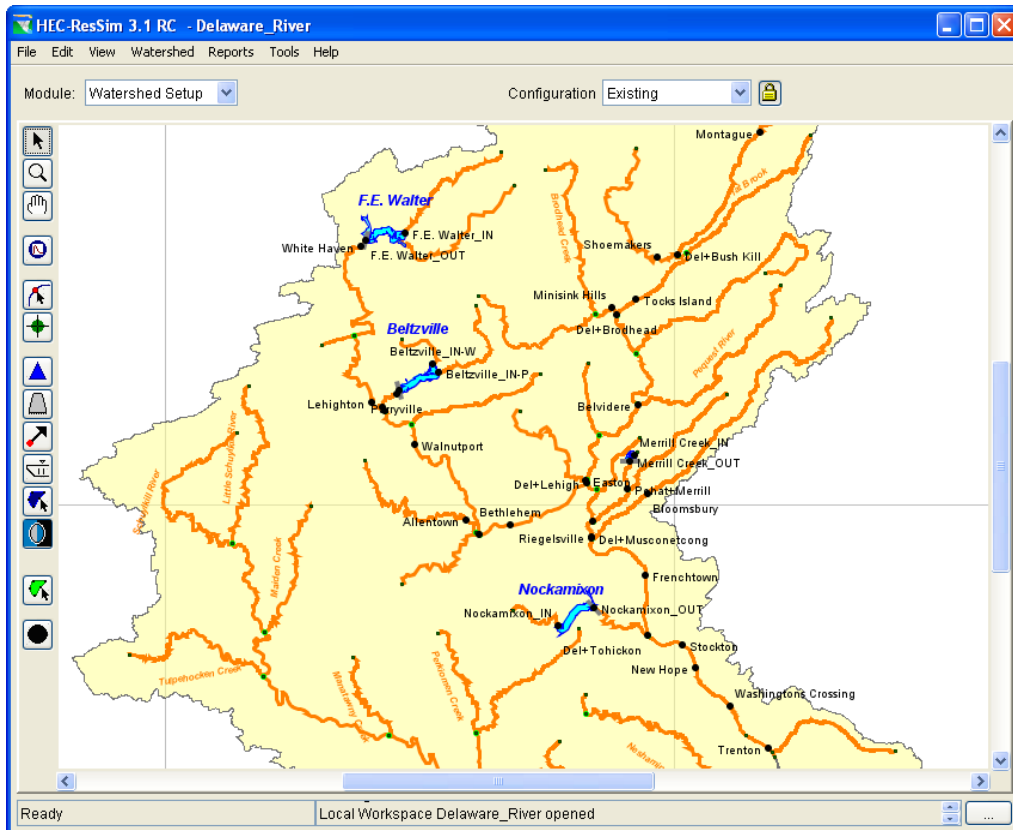 HEC-ResSim 3.1 RC - Delaware_River
File Edit View Watershed Reports Tools Help
Module: Watershed Setup
Configuration Existing
Montague
F.E. Walter
Brodhead Creek
F.E. Walter_IN
White Haven
F.E. Walter_OUT
Shoemakers
Del+Bush Kill
Minisink Hills
Tocks Island
Del+Brodhead
Beltzville
Pequest River
Beltzville_IN-W
Beltzville_IN-P
Lehighton
Belvidere
Little Schuylkill River
Walnutport
Merrill Creek_IN
Merrill Creek_OUT
Schuylkill River
Del+Lehigh
Easton
Pohat+Merrill
Bloomsbury
Allentown
Bethlehem
Riegelsville
Del+Musconetcong
Maiden Creek
Frenchtown
Nockamixon
Nockamixon_IN
Nockamixon_OUT
Del+Tohickon
Stockton
New Hope
Tulpehocken Creek
Manatawny Creek
Perkiomen Creek
Washingtons Crossing
Trenton
Ready
Local Workspace Delaware_River opened
...